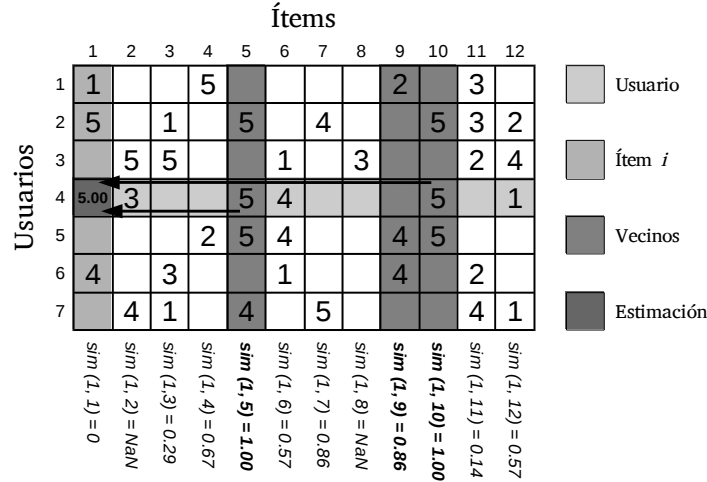 Ítems
1 2 3 4 5 6 7 8 9 10 11 12
Usuarios
1 1 5 2 3
2 5 1 5 4 5 3 2
3 5 5 1 3 2 4
4 5.00 3 5 4 5 1
5 2 5 4 4 5
6 4 3 1 4 2
7 4 1 4 5 4 1
sim (1, 1) = 0
sim (1, 2) = NaN
sim (1,3) = 0.29
sim (1, 4) = 0.67
sim (1, 5) = 1.00
sim (1, 6) = 0.57
sim (1, 7) = 0.86
sim (1, 8) = NaN
sim (1, 9) = 0.86
sim (1, 10) = 1.00
sim (1, 11) = 0.14
sim (1, 12) = 0.57
Usuario
Ítem i
Vecinos
Estimación